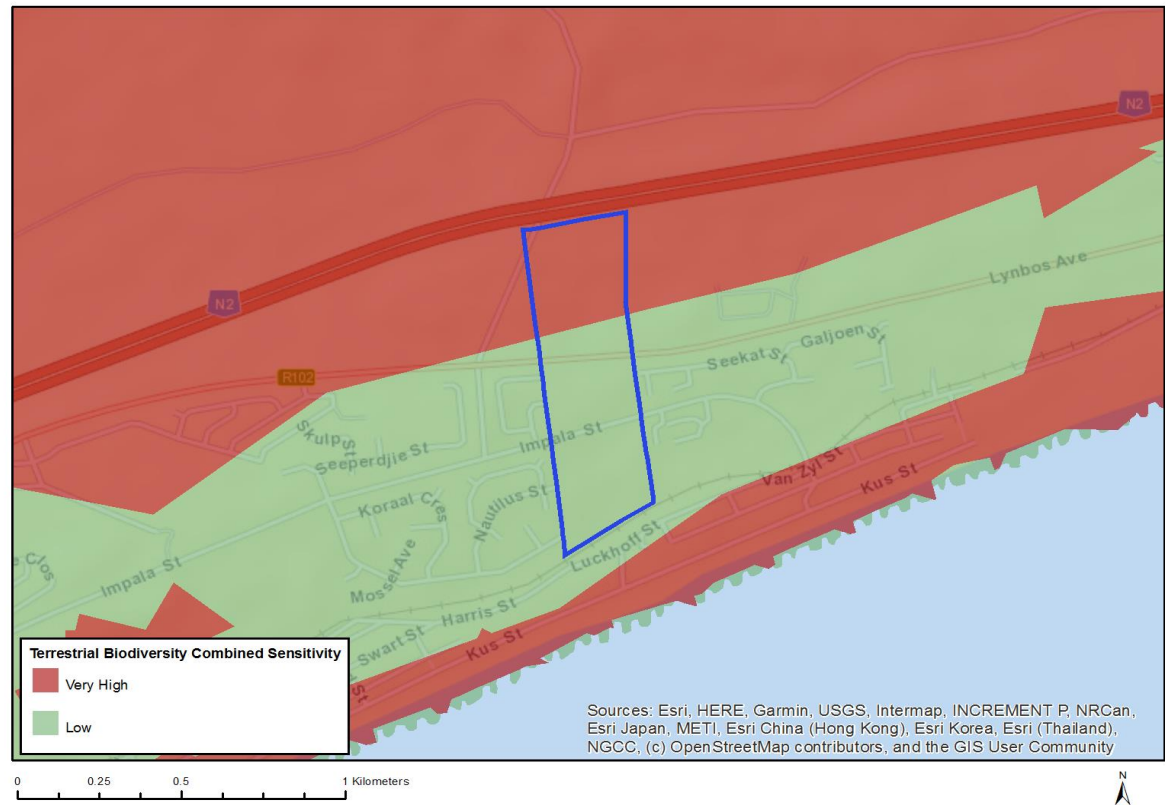 N2
N2
Lynbos Ave
Galjoen St
Seekat St
R102
Skulp St
Seeperdjie St
Impala St
Koraal Cres
Nautilus St
Van Zyl St
Kus St
Luckhoff St
Impala St
Mossel Ave
Harris St
Swart St
Kus St
St
Clos
Terrestrial Biodiversity Combined Sensitivity
Very High
Low
Sources: Esri, HERE, Garmin, USGS, Intermap, INCREMENT P, NRCan,
Esri Japan, METI, Esri China (Hong Kong), Esri Korea, Esri (Thailand),
NGCC, (c) OpenStreetMap contributors, and the GIS User Community
0 0.25 0.5 1 Kilometers
N